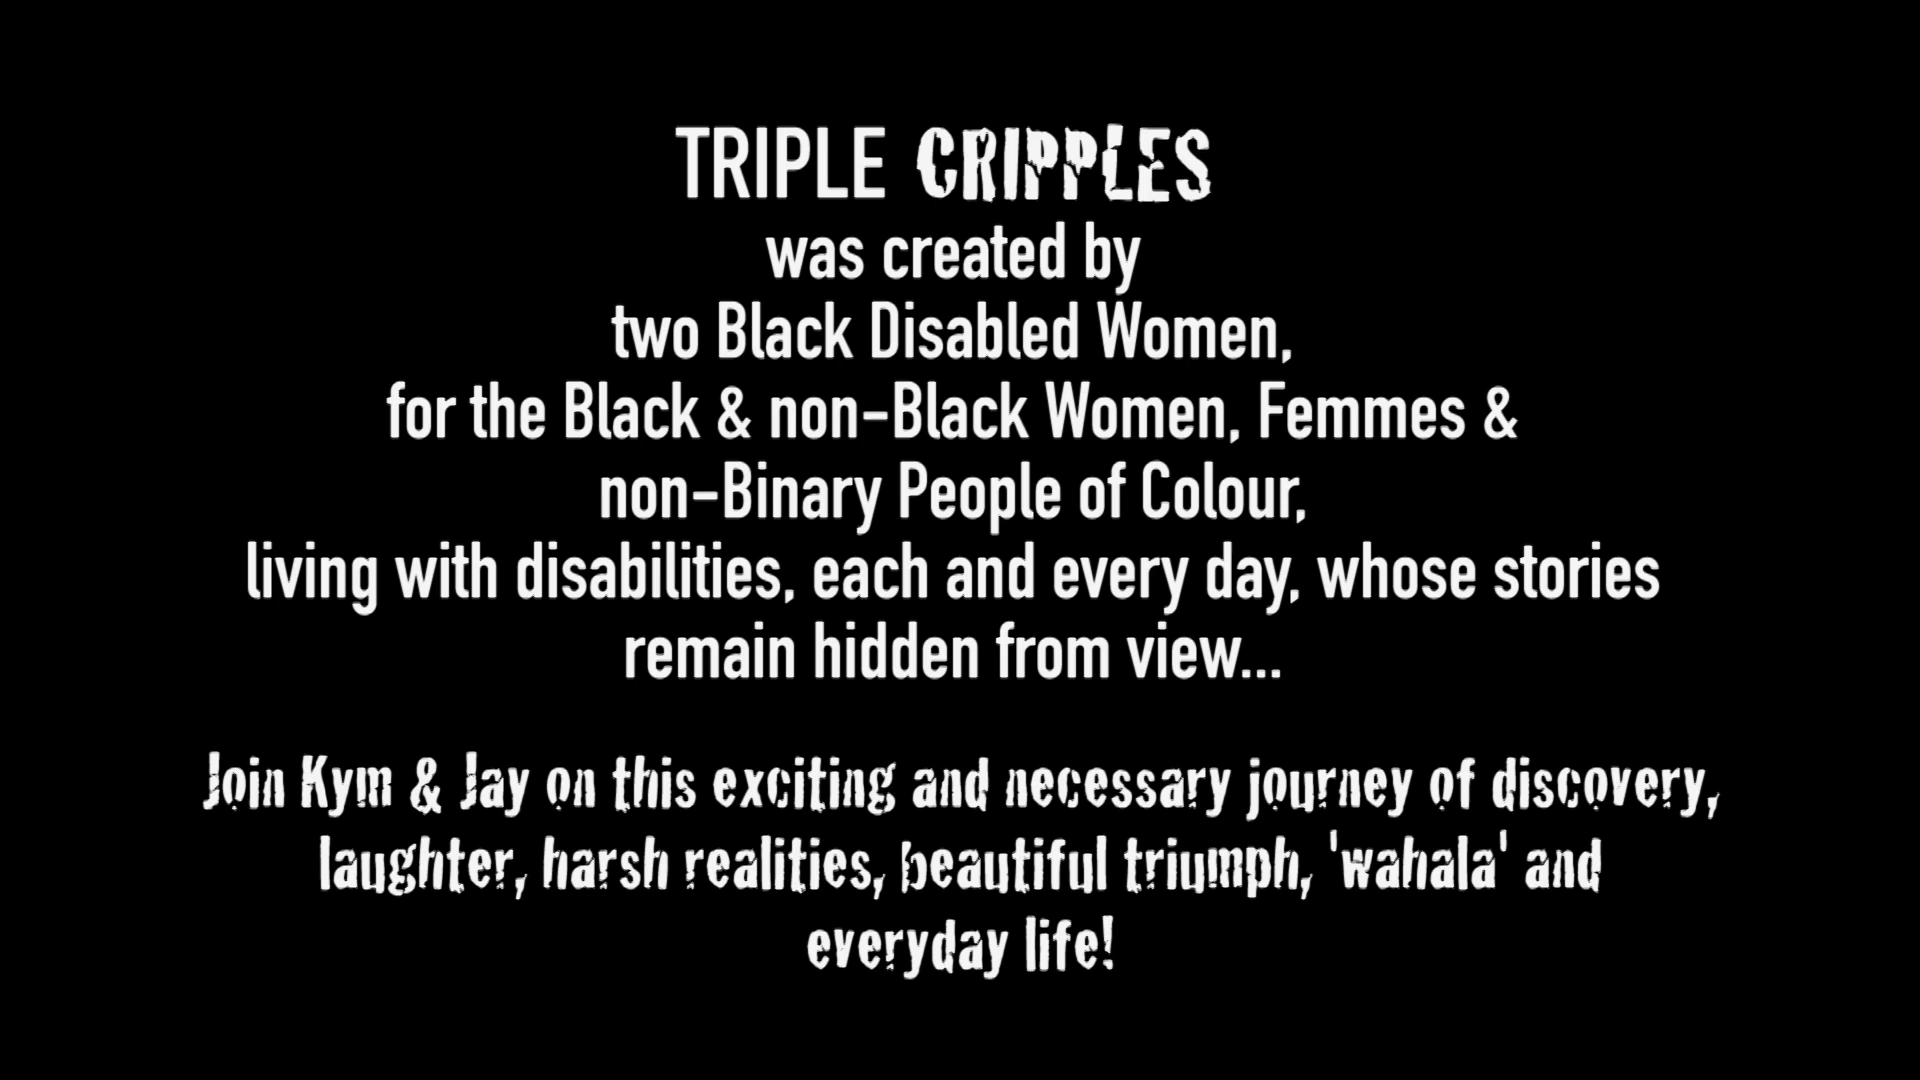 TRIPLE CRIPPLES
was created by
two Black Disabled Women,
for the Black & non-Black Women, Femmes &
non-Binary People of Colour,
living with disabilities, each and every day, whose stories
remain hidden from view...
Join Kym & Jay on this exciting and necessary journey of discovery,
laughter, harsh realities, beautiful triumph, 'wahala' and
everyday life!